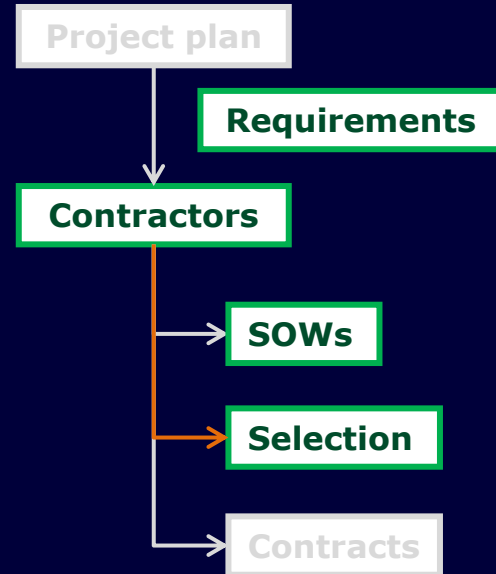 Project plan
Requirements
Contractors
SOWs
Selection
Contracts